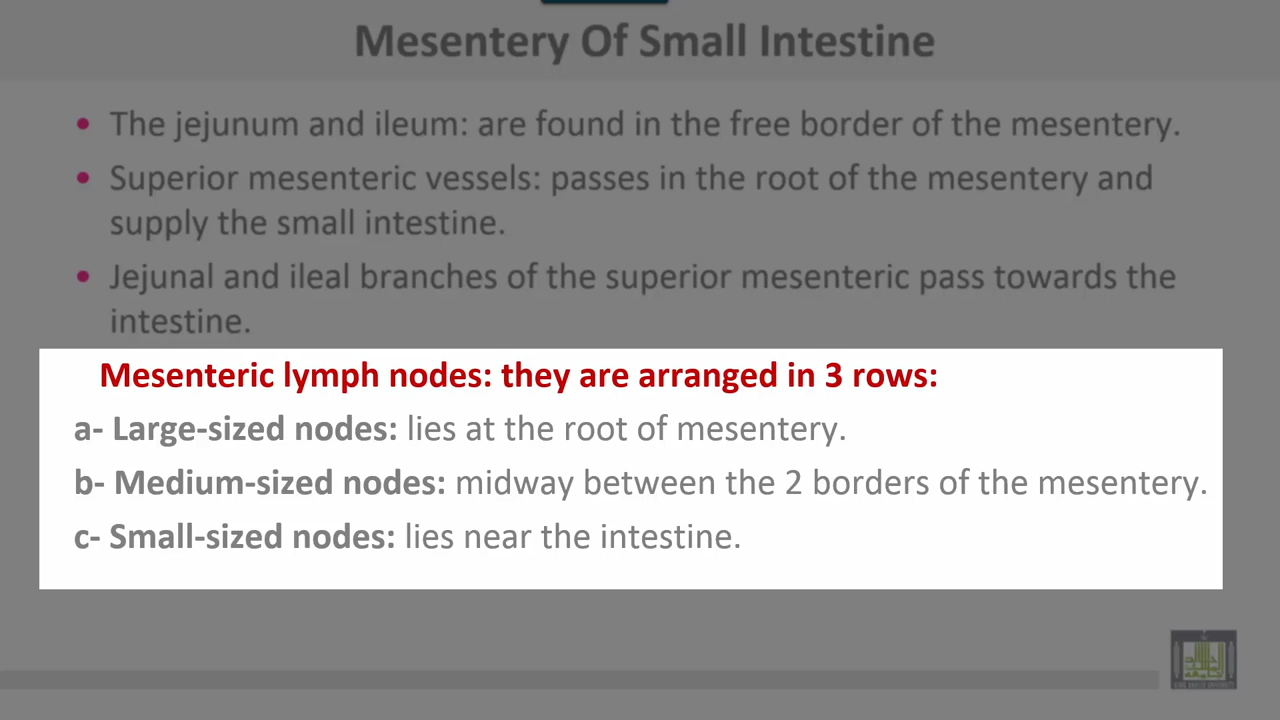 Mesentery Of Small Intestine
• The jejunum and ileum: are found in the free border of the mesentery.
• Superior mesenteric vessels: passes in the root of the mesentery and
supply the small intestine.
• Jejunal and ileal branches of the superior mesenteric pass towards the
intestine.
Mesenteric lymph nodes: they are arranged in 3 rows:
a- Large-sized nodes: lies at the root of mesentery.
b- Medium-sized nodes: midway between the 2 borders of the mesentery.
c- Small-sized nodes: lies near the intestine.